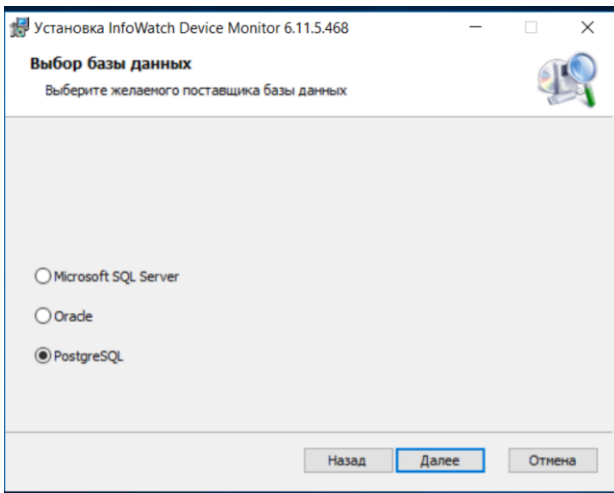 Установка InfoWatch Device Monitor 6.11.5.468
Выбор базы данных
Выберите желаемого поставщика базы данных
Microsoft SQL Server
Oracle
PostgreSQL
Назад
Далее
Отмена